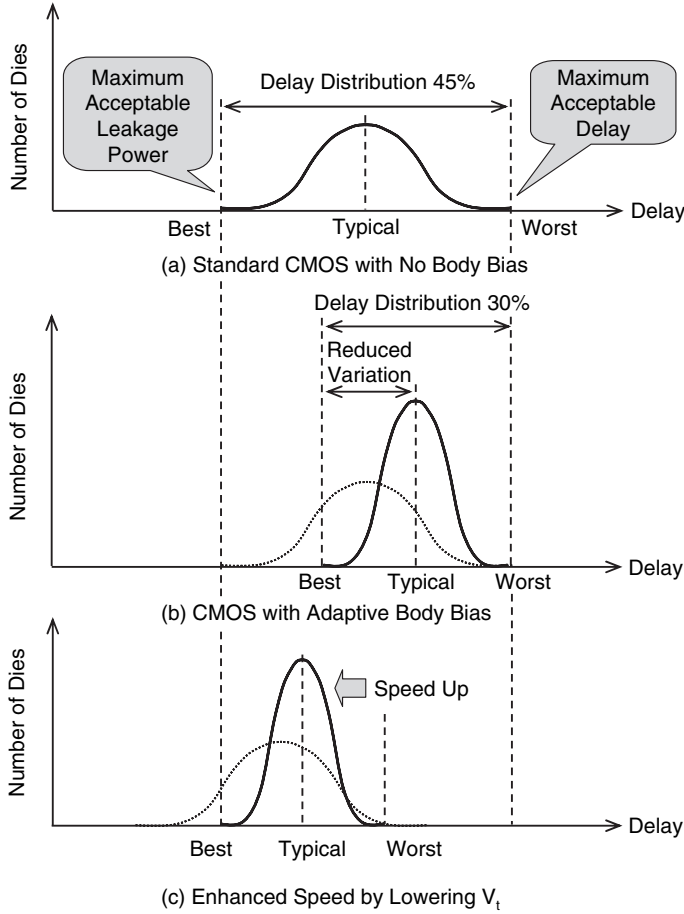 Number of Dies
Maximum
Acceptable
Leakage
Power
Delay Distribution 45%
Maximum
Acceptable
Delay
Delay
Best
Typical
Worst
(a) Standard CMOS with No Body Bias
Number of Dies
Delay Distribution 30%
Reduced
Variation
Delay
Best
Typical
Worst
(b) CMOS with Adaptive Body Bias
Number of Dies
Speed Up
Delay
Best
Typical
Worst
(c) Enhanced Speed by Lowering Vt